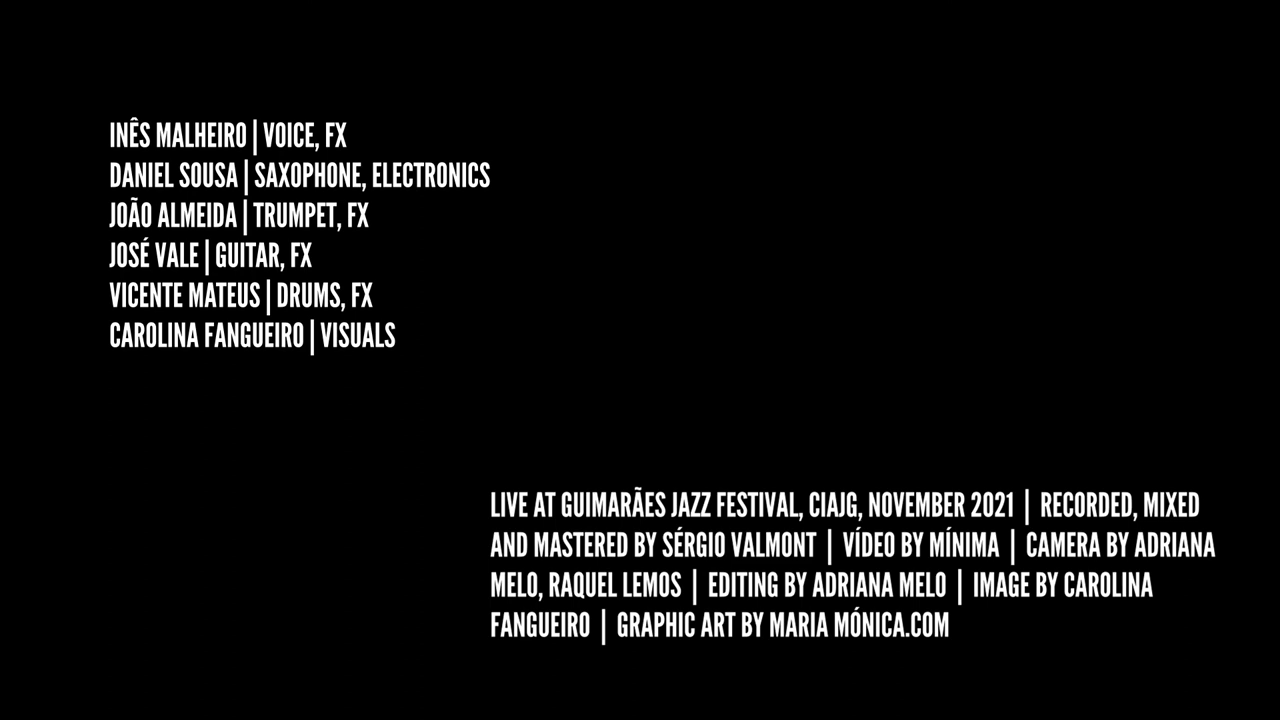 INÊS MALHEIRO | VOICE, FX
DANIEL SOUSA | SAXOPHONE, ELECTRONICS
JOÃO ALMEIDA | TRUMPET, FX
JOSÉ VALE | GUITAR, FX
VICENTE MATEUS | DRUMS, FX
CAROLINA FANGUEIRO | VISUALS
LIVE AT GUIMARÃES JAZZ FESTIVAL, CIAJG, NOVEMBER 2021 | RECORDED, MIXED
AND MASTERED BY SÉRGIO VALMONT | VÍDEO BY MÍNIMA | CAMERA BY ADRIANA
MELO, RAQUEL LEMOS | EDITING BY ADRIANA MELO | IMAGE BY CAROLINA
FANGUEIRO | GRAPHIC ART BY MARIA MÓNICA.COM